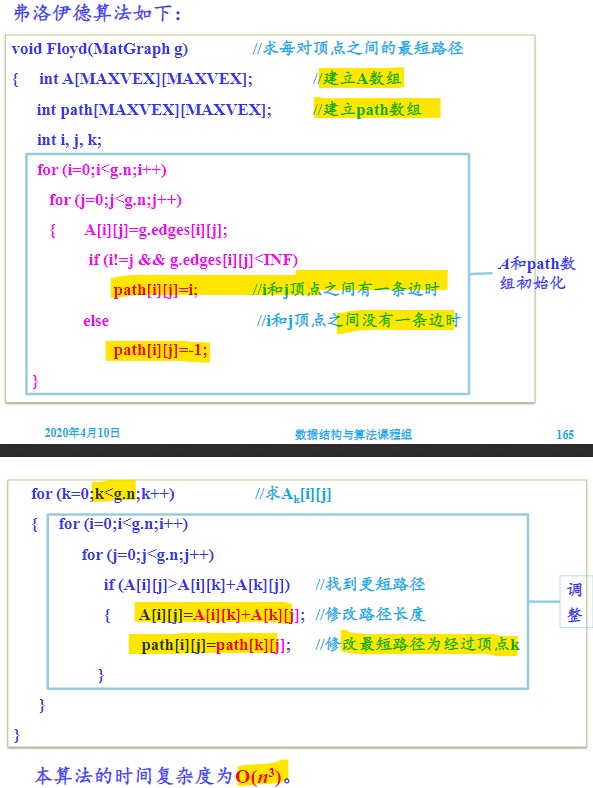 弗洛伊德算法如下：
void Floyd(MatGraph g) //求每对顶点之间的最短路径
{ int A[MAXVEX][MAXVEX]; //建立A数组
int path[MAXVEX][MAXVEX]; //建立path数组
int i, j, k;
for (i=0;i<g.n;i++)
for (j=0;j<g.n;j++)
{ A[i][j]=g.edges[i][j];
if (i!=j && g.edges[i][j]<INF)
path[i][j]=i; //i和j顶点之间有一条边时
else //i和j顶点之间没有一条边时
path[i][j]=-1;
}
A和path数
组初始化
2020年4月10日 数据结构与算法课程组 165
for (k=0;k<g.n;k++) //求Ak[i][j]
{ for (i=0;i<g.n;i++)
for (j=0;j<g.n;j++)
if (A[i][j]>A[i][k]+A[k][j]) //找到更短路径
{ A[i][j]=A[i][k]+A[k][j]; //修改路径长度
path[i][j]=path[k][j]; //修改最短路径为经过顶点k
}
}
}
调
整
本算法的时间复杂度为O(n³)。